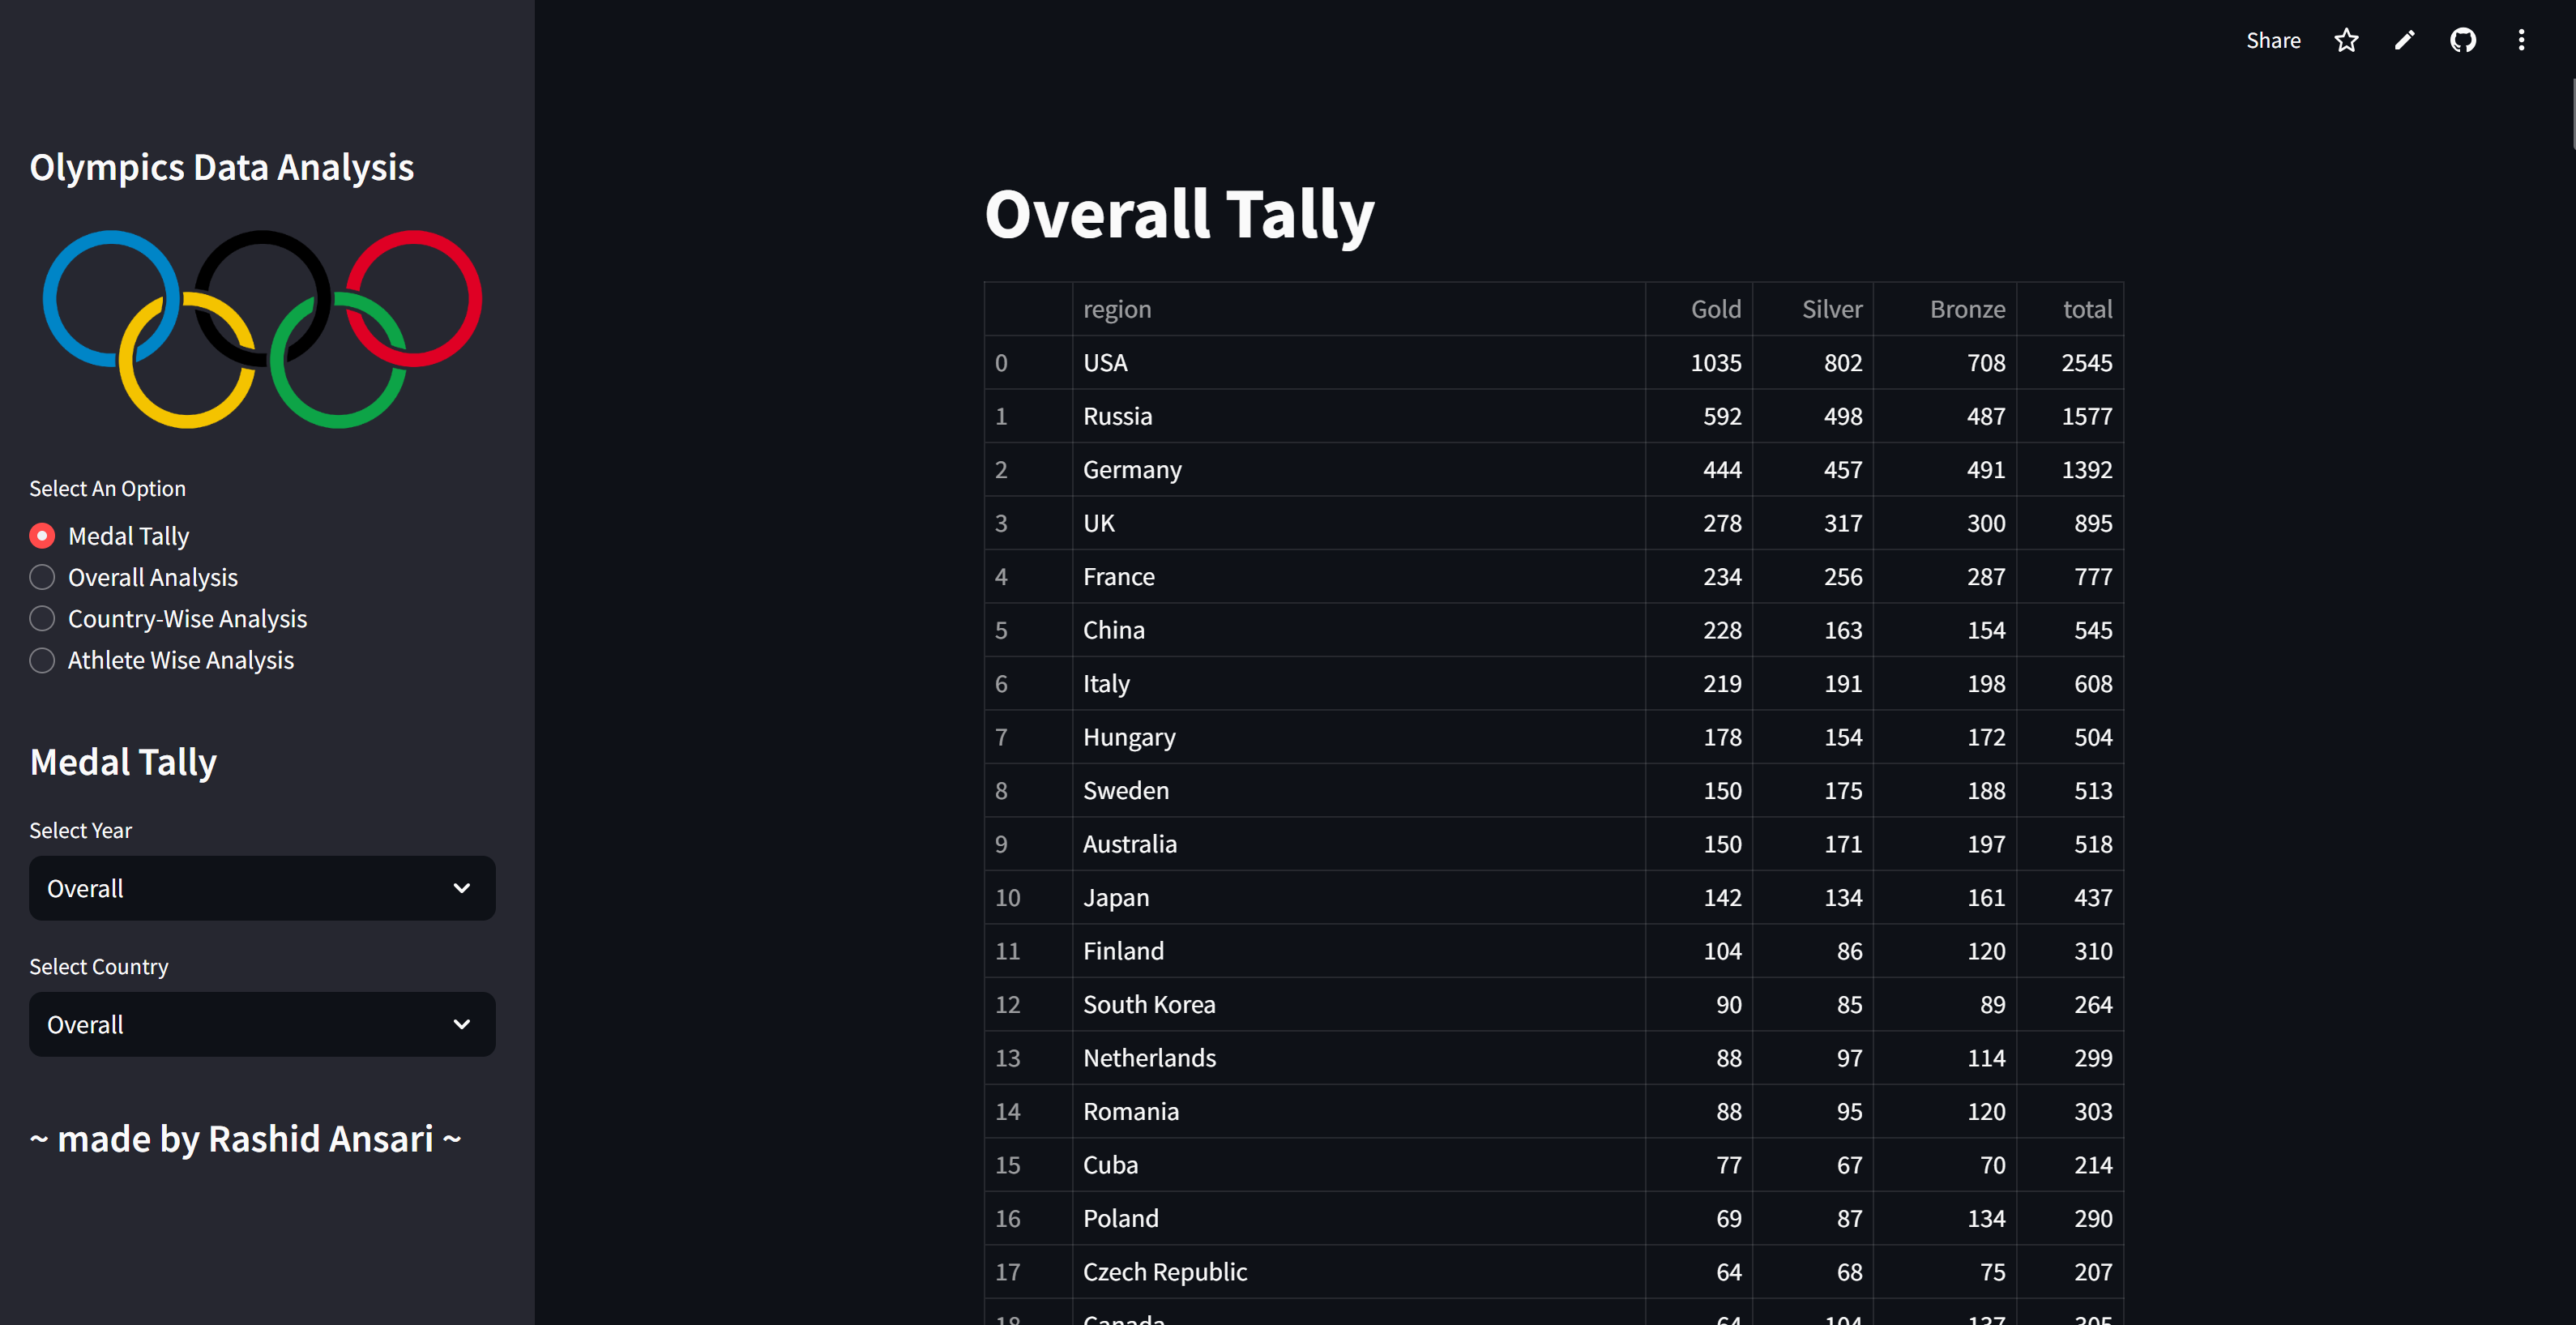 Share
Olympics Data Analysis
Select An Option
Medal Tally
Overall Analysis
Country-Wise Analysis
Athlete Wise Analysis
Medal Tally
Select Year
Overall
Select Country
Overall
~ made by Rashid Ansari ~
Overall Tally
region Gold Silver Bronze total
0 USA 1035 802 708 2545
1 Russia 592 498 487 1577
2 Germany 444 457 491 1392
3 UK 278 317 300 895
4 France 234 256 287 777
5 China 228 163 154 545
6 Italy 219 191 198 608
7 Hungary 178 154 172 504
8 Sweden 150 175 188 513
9 Australia 150 171 197 518
10 Japan 142 134 161 437
11 Finland 104 86 120 310
12 South Korea 90 85 89 264
13 Netherlands 88 97 114 299
14 Romania 88 95 120 303
15 Cuba 77 67 70 214
16 Poland 69 87 134 290
17 Czech Republic 64 68 75 207
18 Canada 64 104 137 305